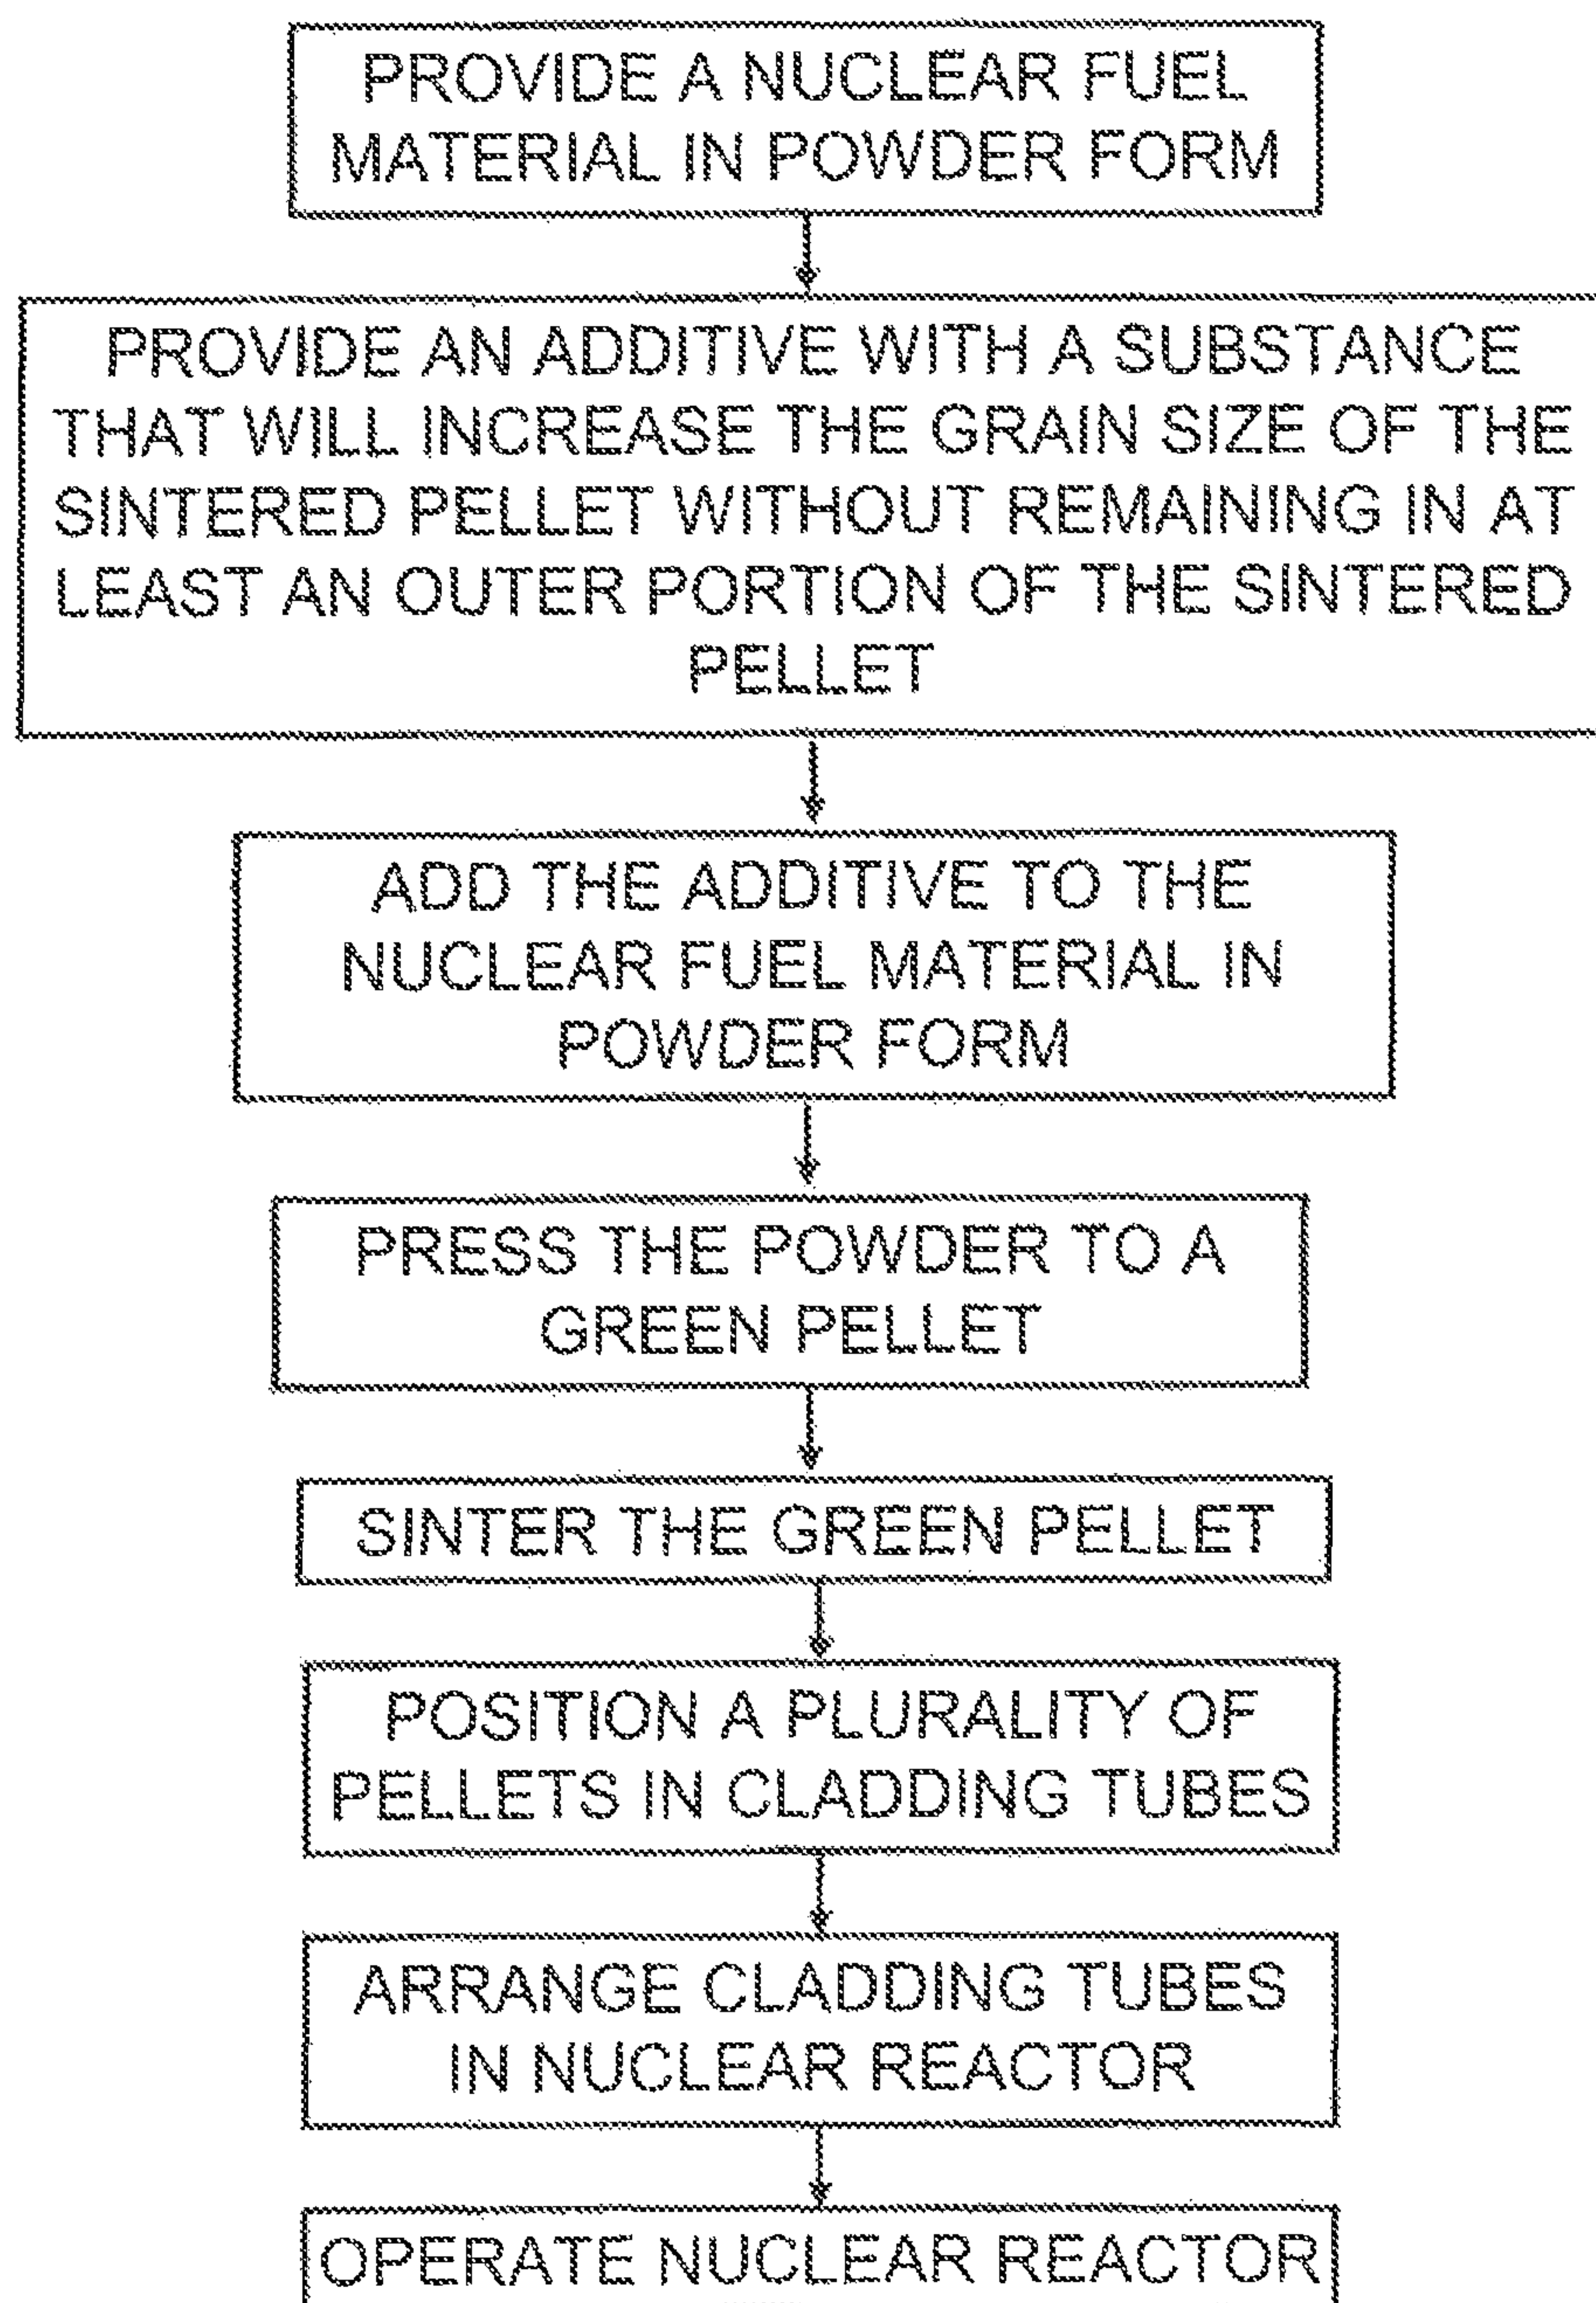 PROVIDE A NUCLEAR FUEL
MATERIAL IN POWDER FORM
PROVIDE AN ADDITIVE WITH A SUBSTANCE
THAT WILL INCREASE THE GRAIN SIZE OF THE
SINTERED PELLET WITHOUT REMAINING IN AT
LEAST AN OUTER PORTION OF THE SINTERED
PELLET
ADD THE ADDITIVE TO THE
NUCLEAR FUEL MATERIAL IN
POWDER FORM
PRESS THE POWDER TO A
GREEN PELLET
SINTER THE GREEN PELLET
POSITION A PLURALITY OF
PELLETS IN CLADDING TUBES
ARRANGE CLADDING TUBES
IN NUCLEAR REACTOR
OPERATE NUCLEAR REACTOR